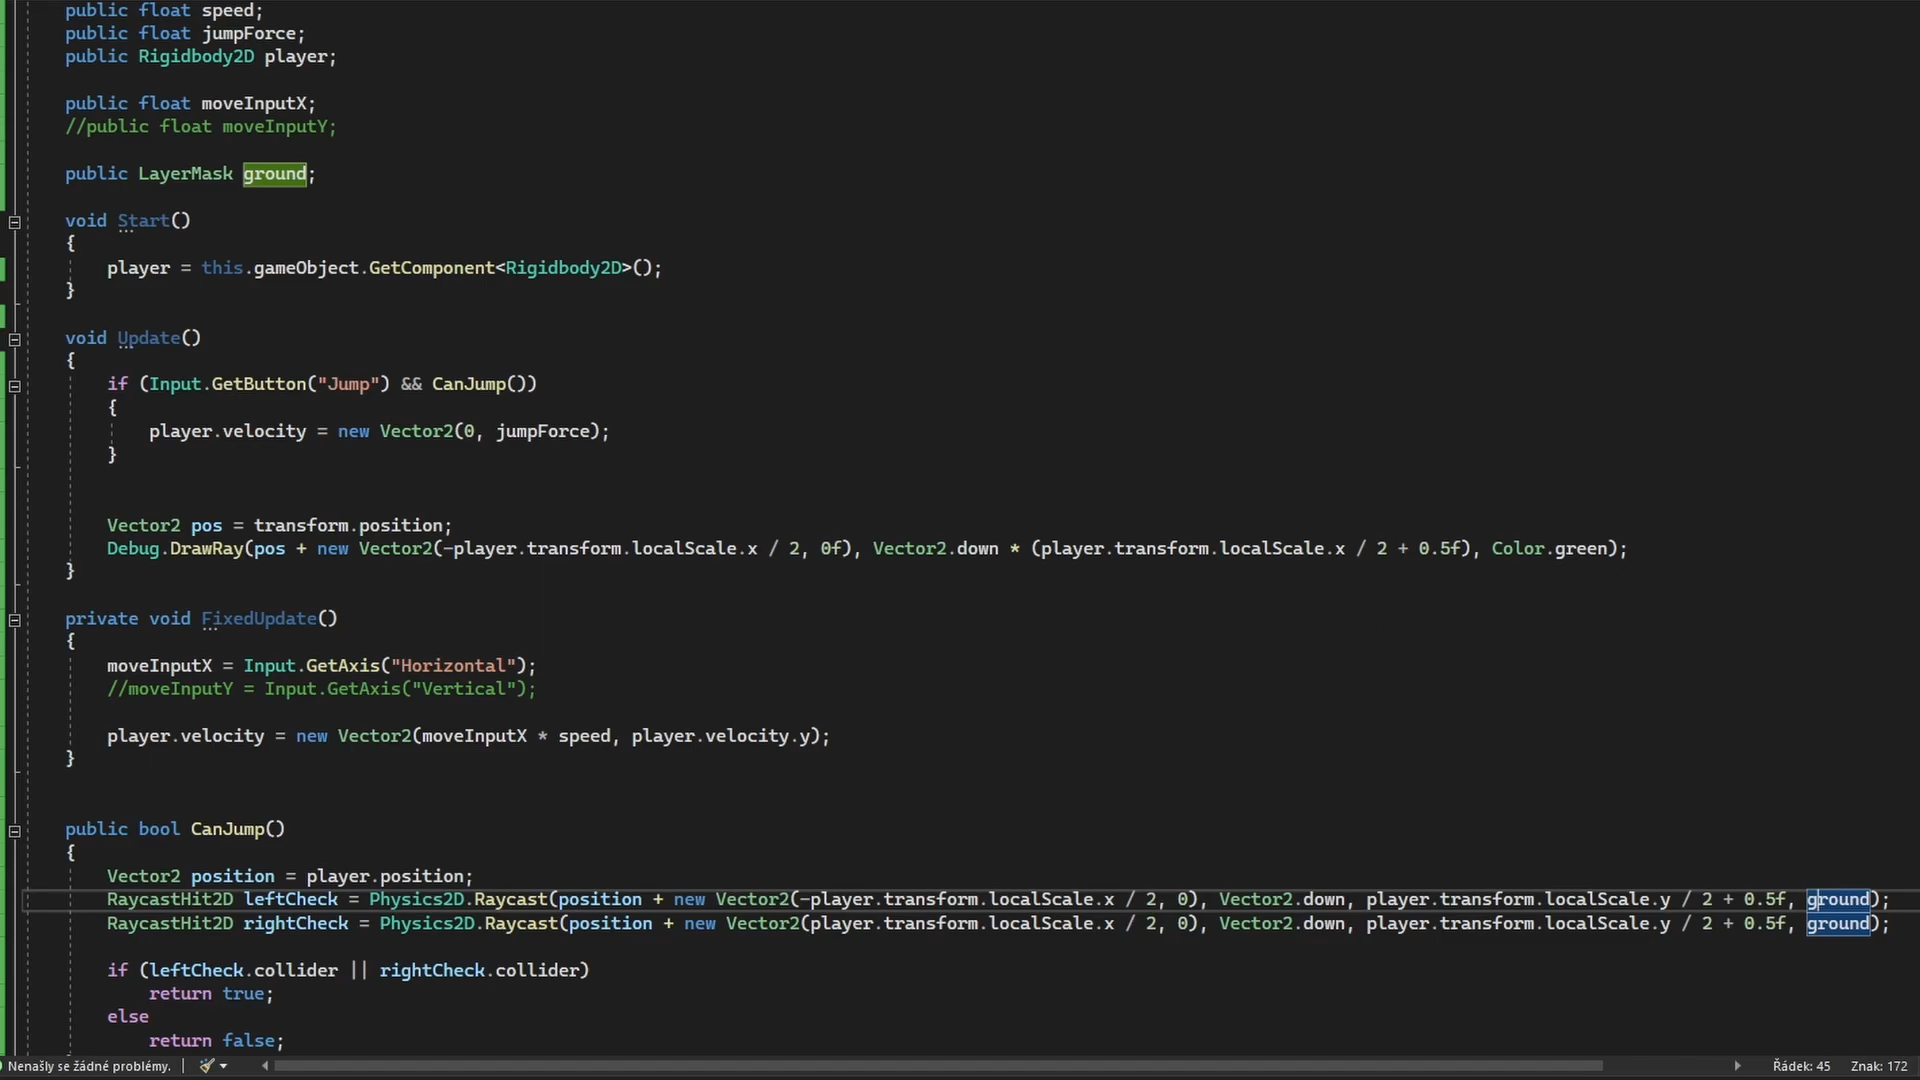 public float speed;
public float jumpForce;
public Rigidbody2D player;
public float moveInputX;
//public float moveInputY;
public LayerMask ground;
void Start()
{
player = this.gameObject.GetComponent<Rigidbody2D>();
}
void Update()
{
if (Input.GetButton("Jump") && CanJump())
{
player.velocity = new Vector2(0, jumpForce);
}
Vector2 pos = transform.position;
Debug.DrawRay(pos + new Vector2(-player.transform.localScale.x / 2, 0f), Vector2.down * (player.transform.localScale.x / 2 + 0.5f), Color.green);
}
private void FixedUpdate()
{
moveInputX = Input.GetAxis("Horizontal");
//moveInputY = Input.GetAxis("Vertical");
player.velocity = new Vector2(moveInputX * speed, player.velocity.y);
}
public bool CanJump()
{
Vector2 position = player.position;
RaycastHit2D leftCheck = Physics2D.Raycast(position + new Vector2(-player.transform.localScale.x / 2, 0), Vector2.down, player.transform.localScale.y / 2 + 0.5f, ground);
RaycastHit2D rightCheck = Physics2D.Raycast(position + new Vector2(player.transform.localScale.x / 2, 0), Vector2.down, player.transform.localScale.y / 2 + 0.5f, ground);
if (leftCheck.collider || rightCheck.collider)
return true;
else
return false;
Nenašly se žádné problémy.
Řádek: 45 Znak: 172